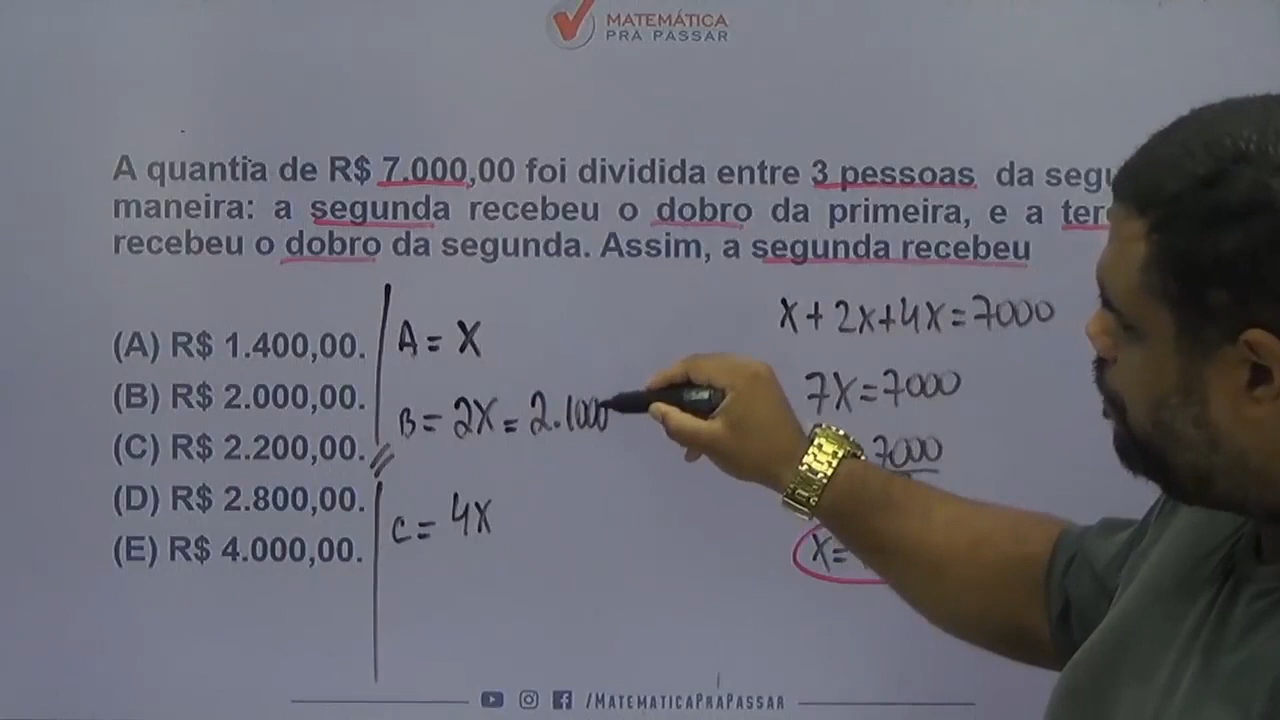 MATEMÁTICA
PRA PASSAR
A quantia de R$ 7.000,00 foi dividida entre 3 pessoas da
maneira: a segunda recebeu o dobro da primeira, e a
recebeu o dobro da segunda. Assim, a segunda recebeu
(A) R$ 1.400,00.
(B) R$ 2.000,00.
(C) R$ 2.200,00.
(D) R$ 2.800,00.
(E) R$ 4.000,00.
A = X
B = 2X = 2.1000
C = 4X
X + 2X + 4X = 7000
7X = 7000
7000
X =
/MATEMATICAPRAPASSAR